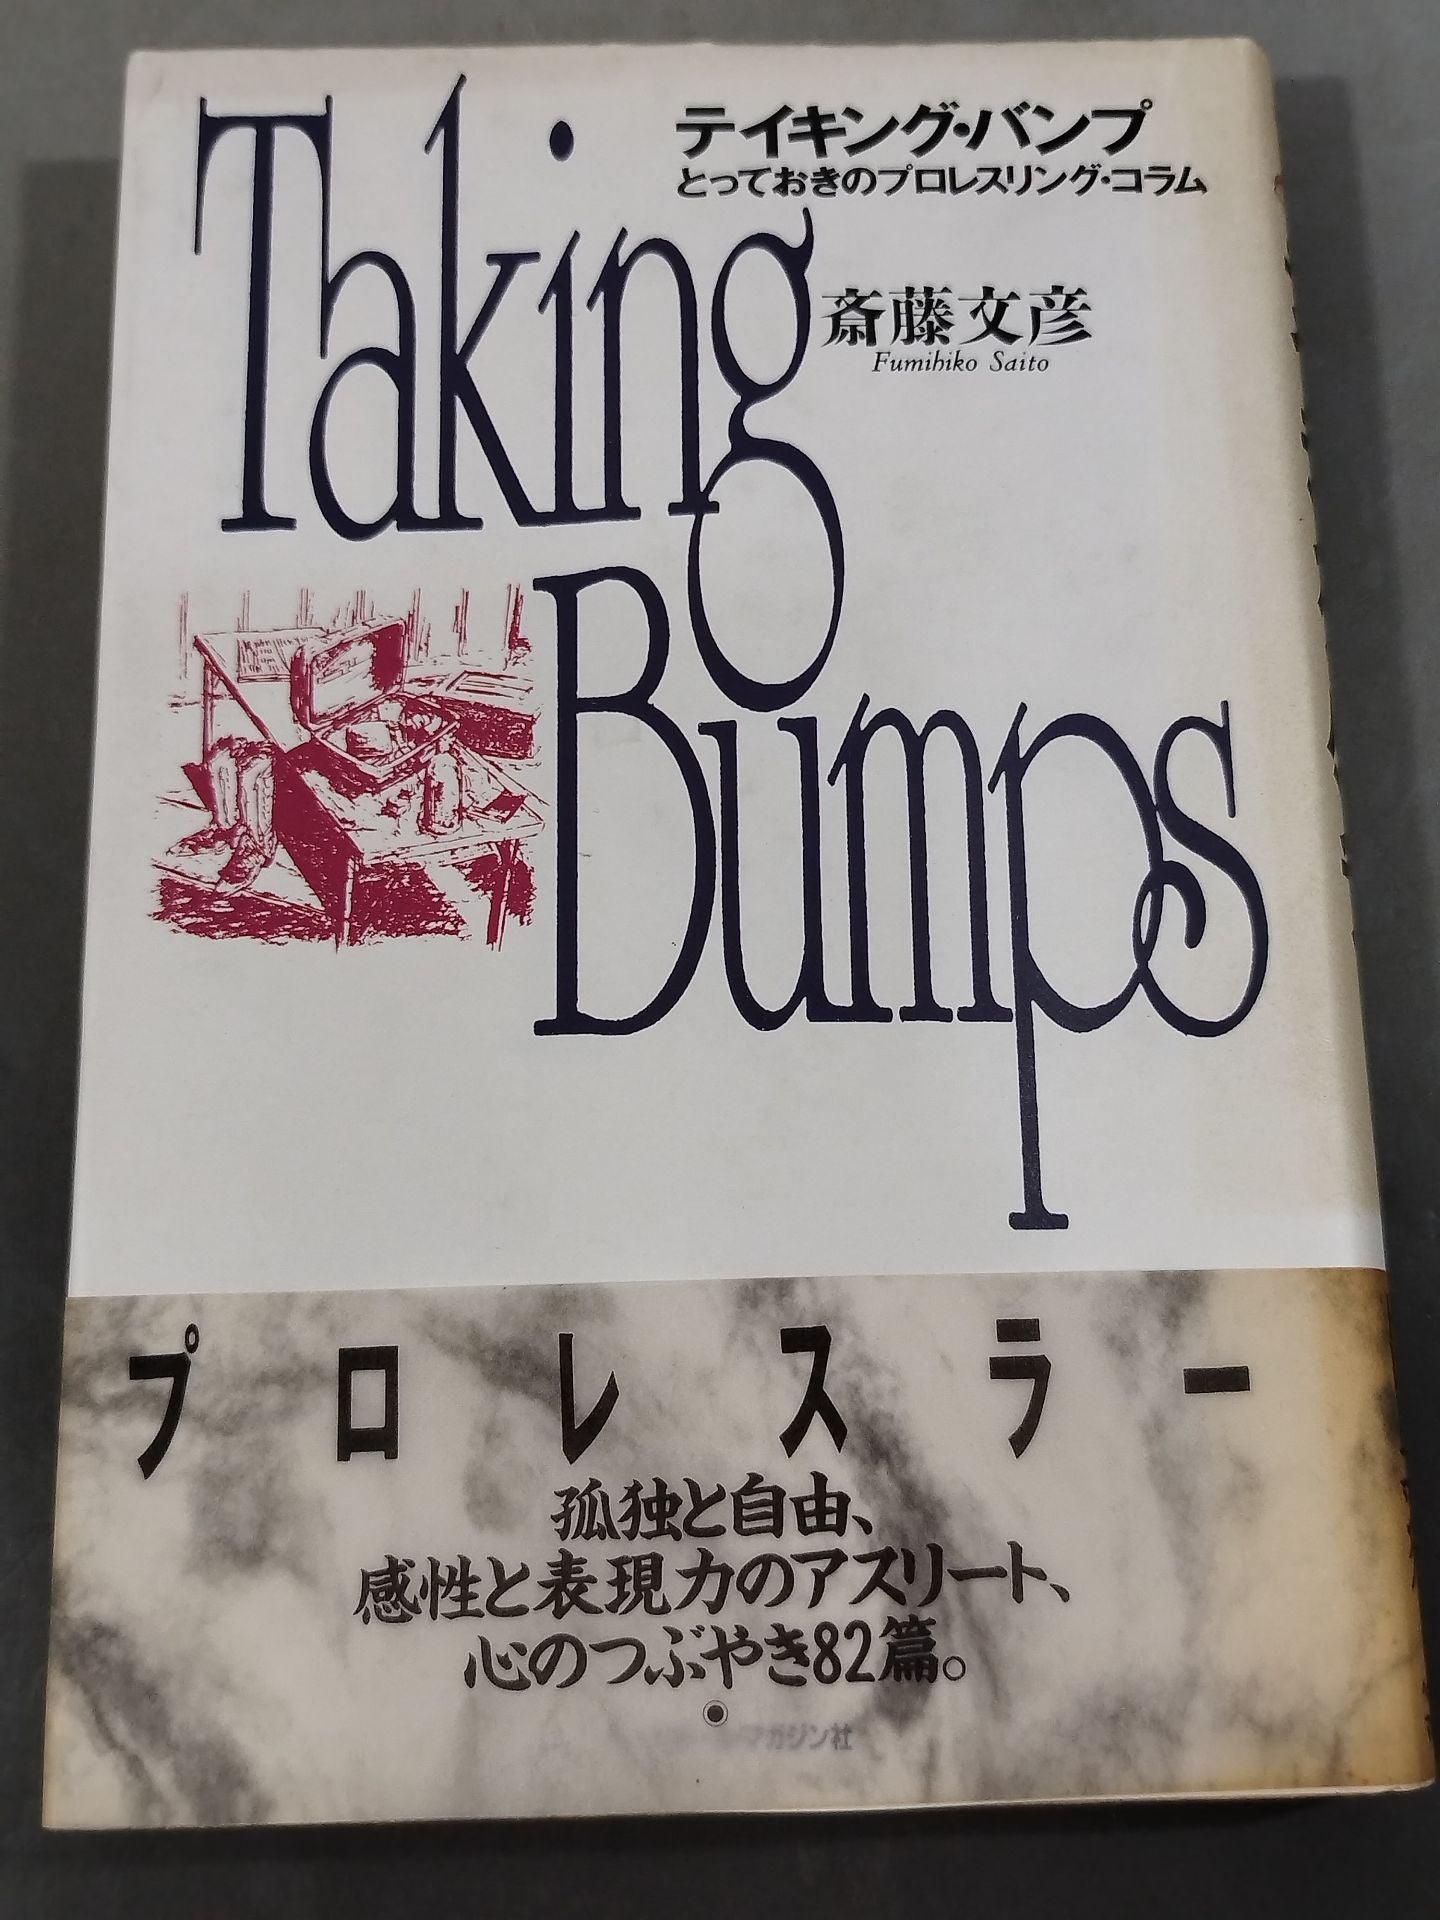 Taking
Bumps
テイキング・バンプ
とっておきのプロレスリング・コラム
斎藤文彦
Fumihiko Saito
プロレスラー
孤独と自由、
感性と表現力のアスリート、
心のつぶやき82篇。
マガジン社